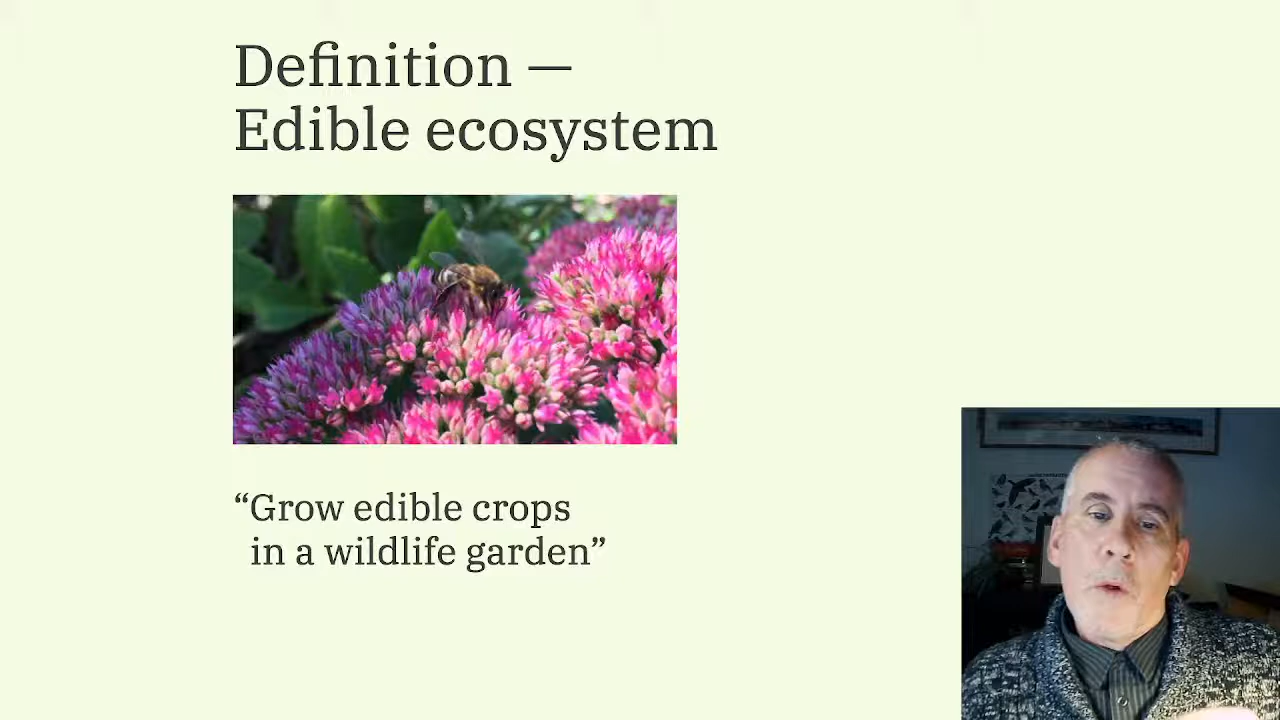 Definition —
Edible ecosystem
“Grow edible crops
in a wildlife garden”